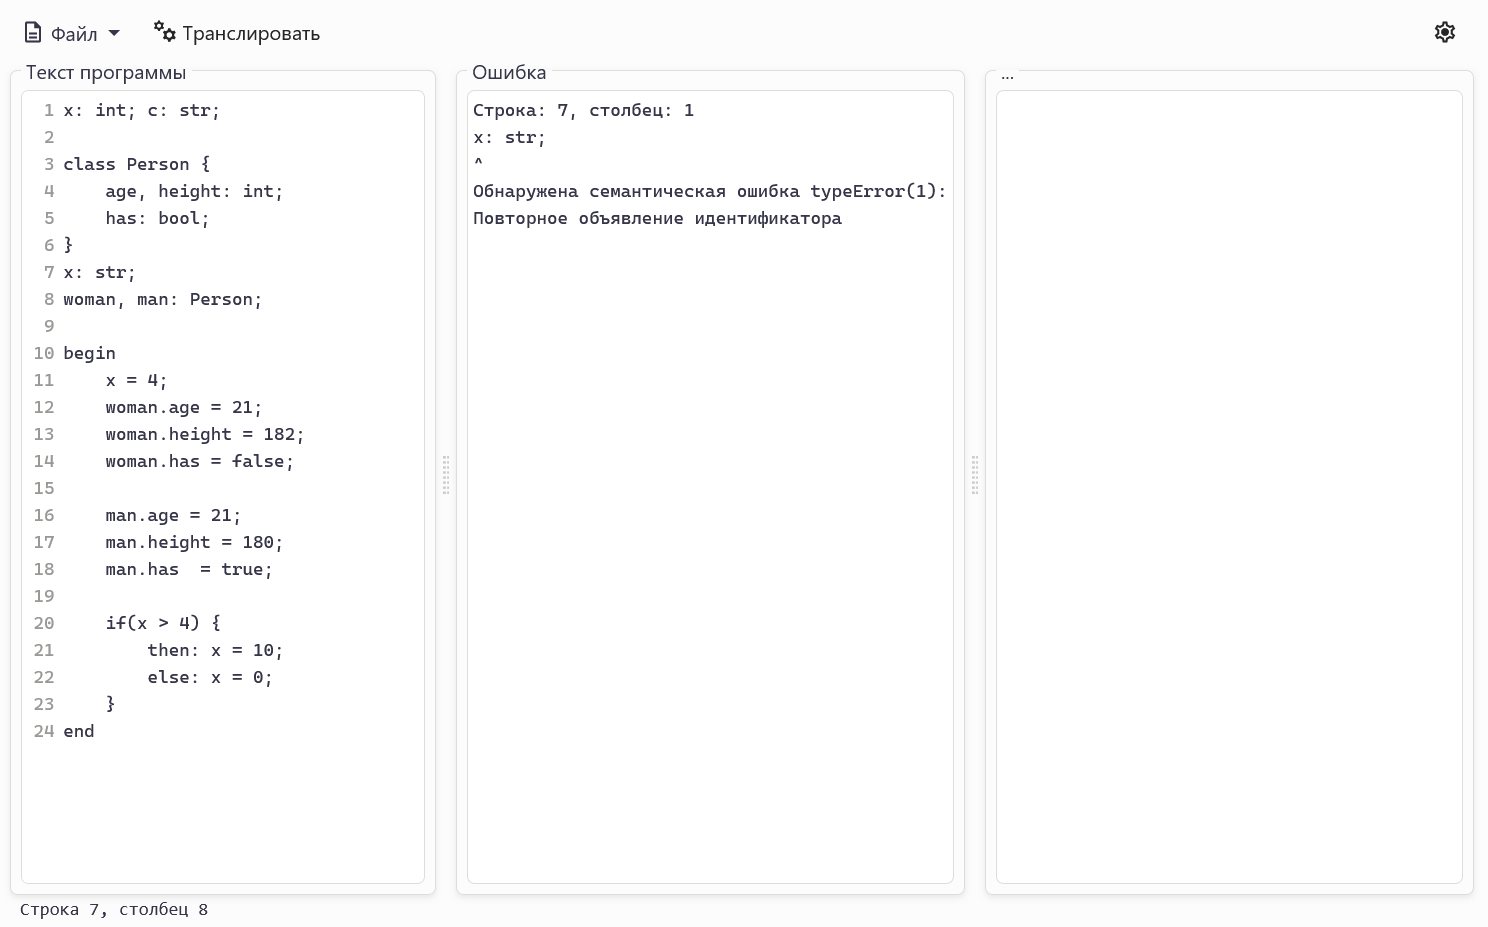 Файл
Транслировать
Текст программы
1 x: int; c: str;
2
3 class Person {
4     age, height: int;
5     has: bool;
6 }
7 x: str;
8 woman, man: Person;
9
10 begin
11     x = 4;
12     woman.age = 21;
13     woman.height = 182;
14     woman.has = false;
15
16     man.age = 21;
17     man.height = 180;
18     man.has  = true;
19
20     if(x > 4) {
21         then: x = 10;
22         else: x = 0;
23     }
24 end
Ошибка
Строка: 7, столбец: 1
x: str;
^
Обнаружена семантическая ошибка typeError(1):
Повторное объявление идентификатора
...
Строка 7, столбец 8